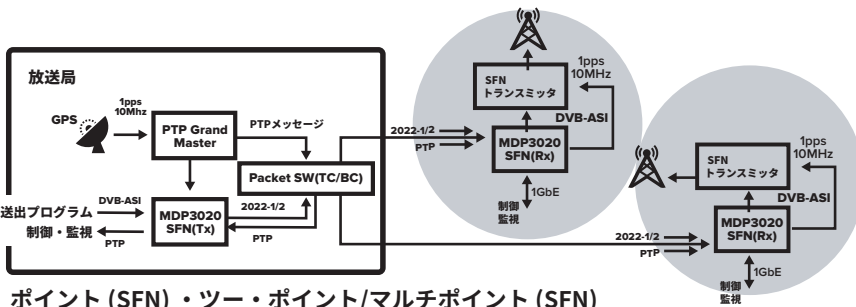 放送局
GPS
1pps
10Mhz
PTP Grand
Master
PTPメッセージ
Packet SW(TC/BC)
送出プログラム
DVB-ASI
制御・監視
PTP
MDP3020
SFN(Tx)
2022-1/2
PTP
2022-1/2
PTP
SFN
トランスミッタ
1pps
10MHz
DVB-ASI
MDP3020
SFN(Rx)
1GbE
制御
監視
2022-1/2
PTP
SFN
トランスミッタ
1pps
10MHz
DVB-ASI
MDP3020
SFN(Rx)
1GbE
制御
監視
ポイント (SFN) ・ツー・ポイント/マルチポイント (SFN)